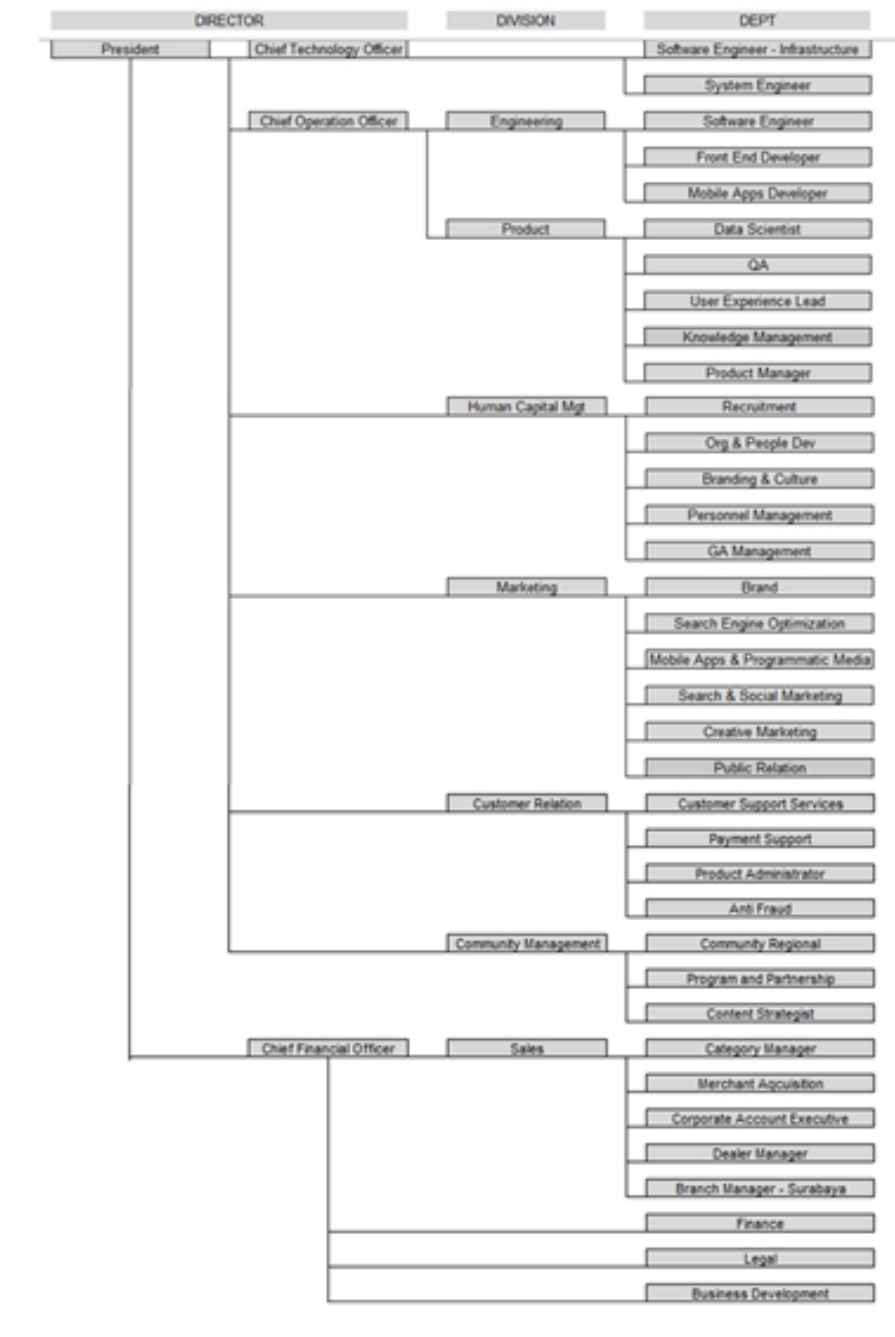 DIRECTOR DIVISION DEPT
President Chief Technology Officer Software Engineer - Infrastructure
System Engineer
Chief Operation Officer Engineering Software Engineer
Front End Developer
Mobile Apps Developer
Product Data Scientist
QA
User Experience Lead
Knowledge Management
Product Manager
Human Capital Mgt Recruitment
Org & People Dev
Branding & Culture
Personnel Management
GA Management
Marketing Brand
Search Engine Optimization
Mobile Apps & Programmatic Media
Search & Social Marketing
Creative Marketing
Public Relation
Customer Relation Customer Support Services
Payment Support
Product Administrator
Anti Fraud
Community Management Community Regional
Program and Partnership
Content Strategist
Chief Financial Officer Sales Category Manager
Merchant Aqcuisition
Corporate Account Executive
Dealer Manager
Branch Manager - Surabaya
Finance
Legal
Business Development